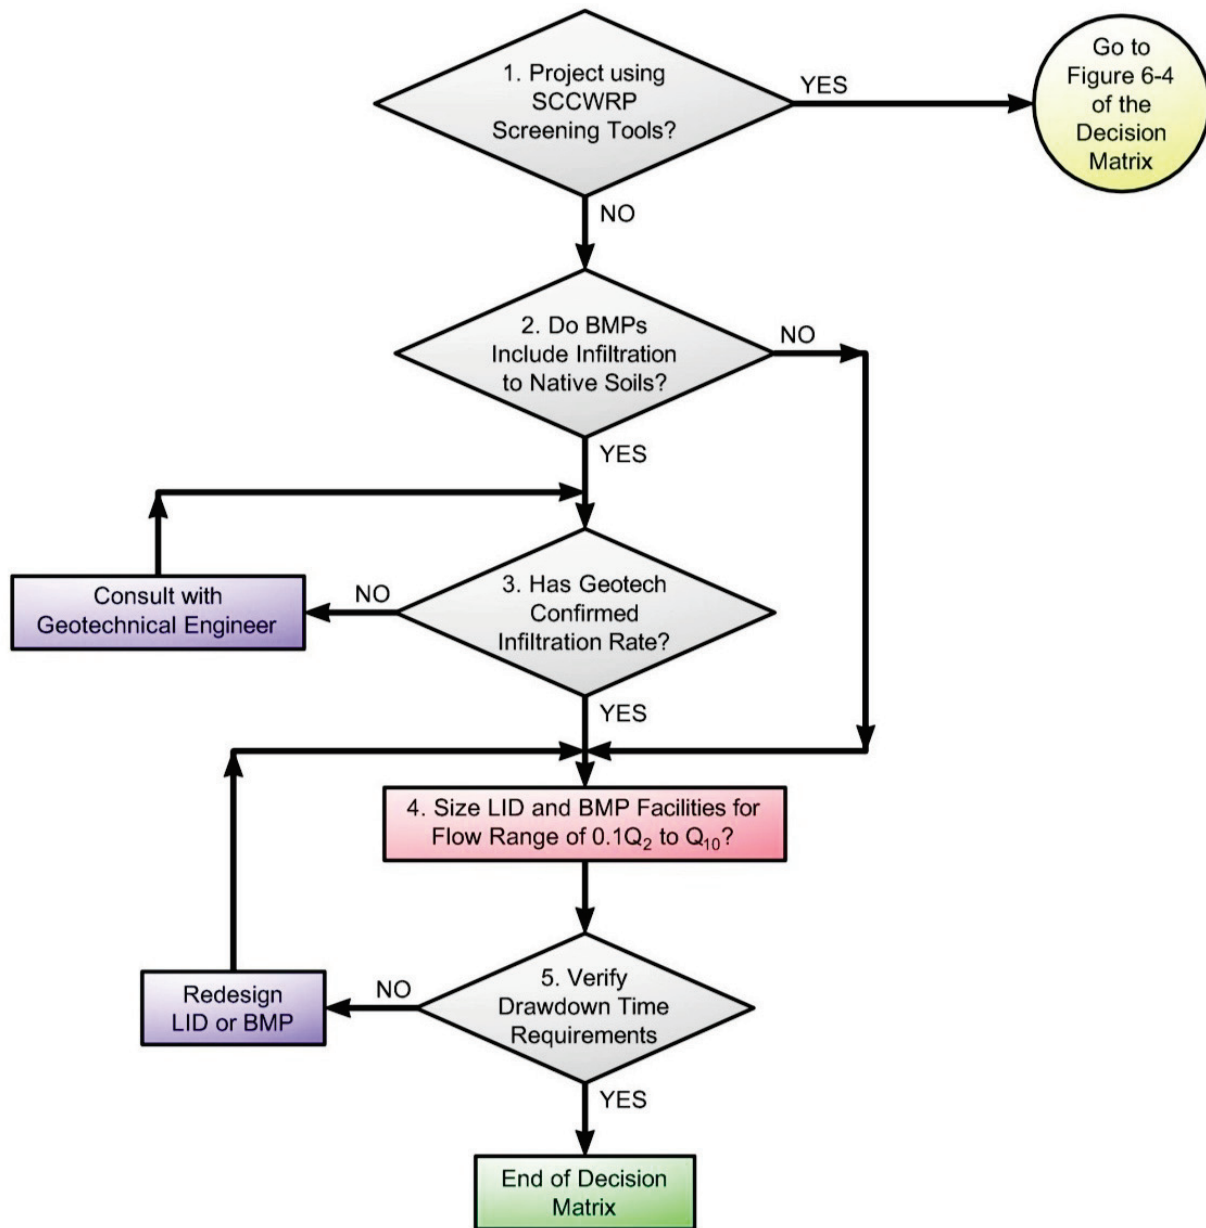 1. Project using
SCCWRP
Screening Tools?
YES
Go to
Figure 6-4
of the
Decision
Matrix
NO
2. Do BMPs
Include Infiltration
to Native Soils?
NO
YES
3. Has Geotech
Confirmed
Infiltration Rate?
NO
Consult with
Geotechnical Engineer
YES
4. Size LID and BMP Facilities for
Flow Range of 0.1Q₂ to Q₁₀?
5. Verify
Drawdown Time
Requirements
NO
Redesign
LID or BMP
YES
End of Decision
Matrix